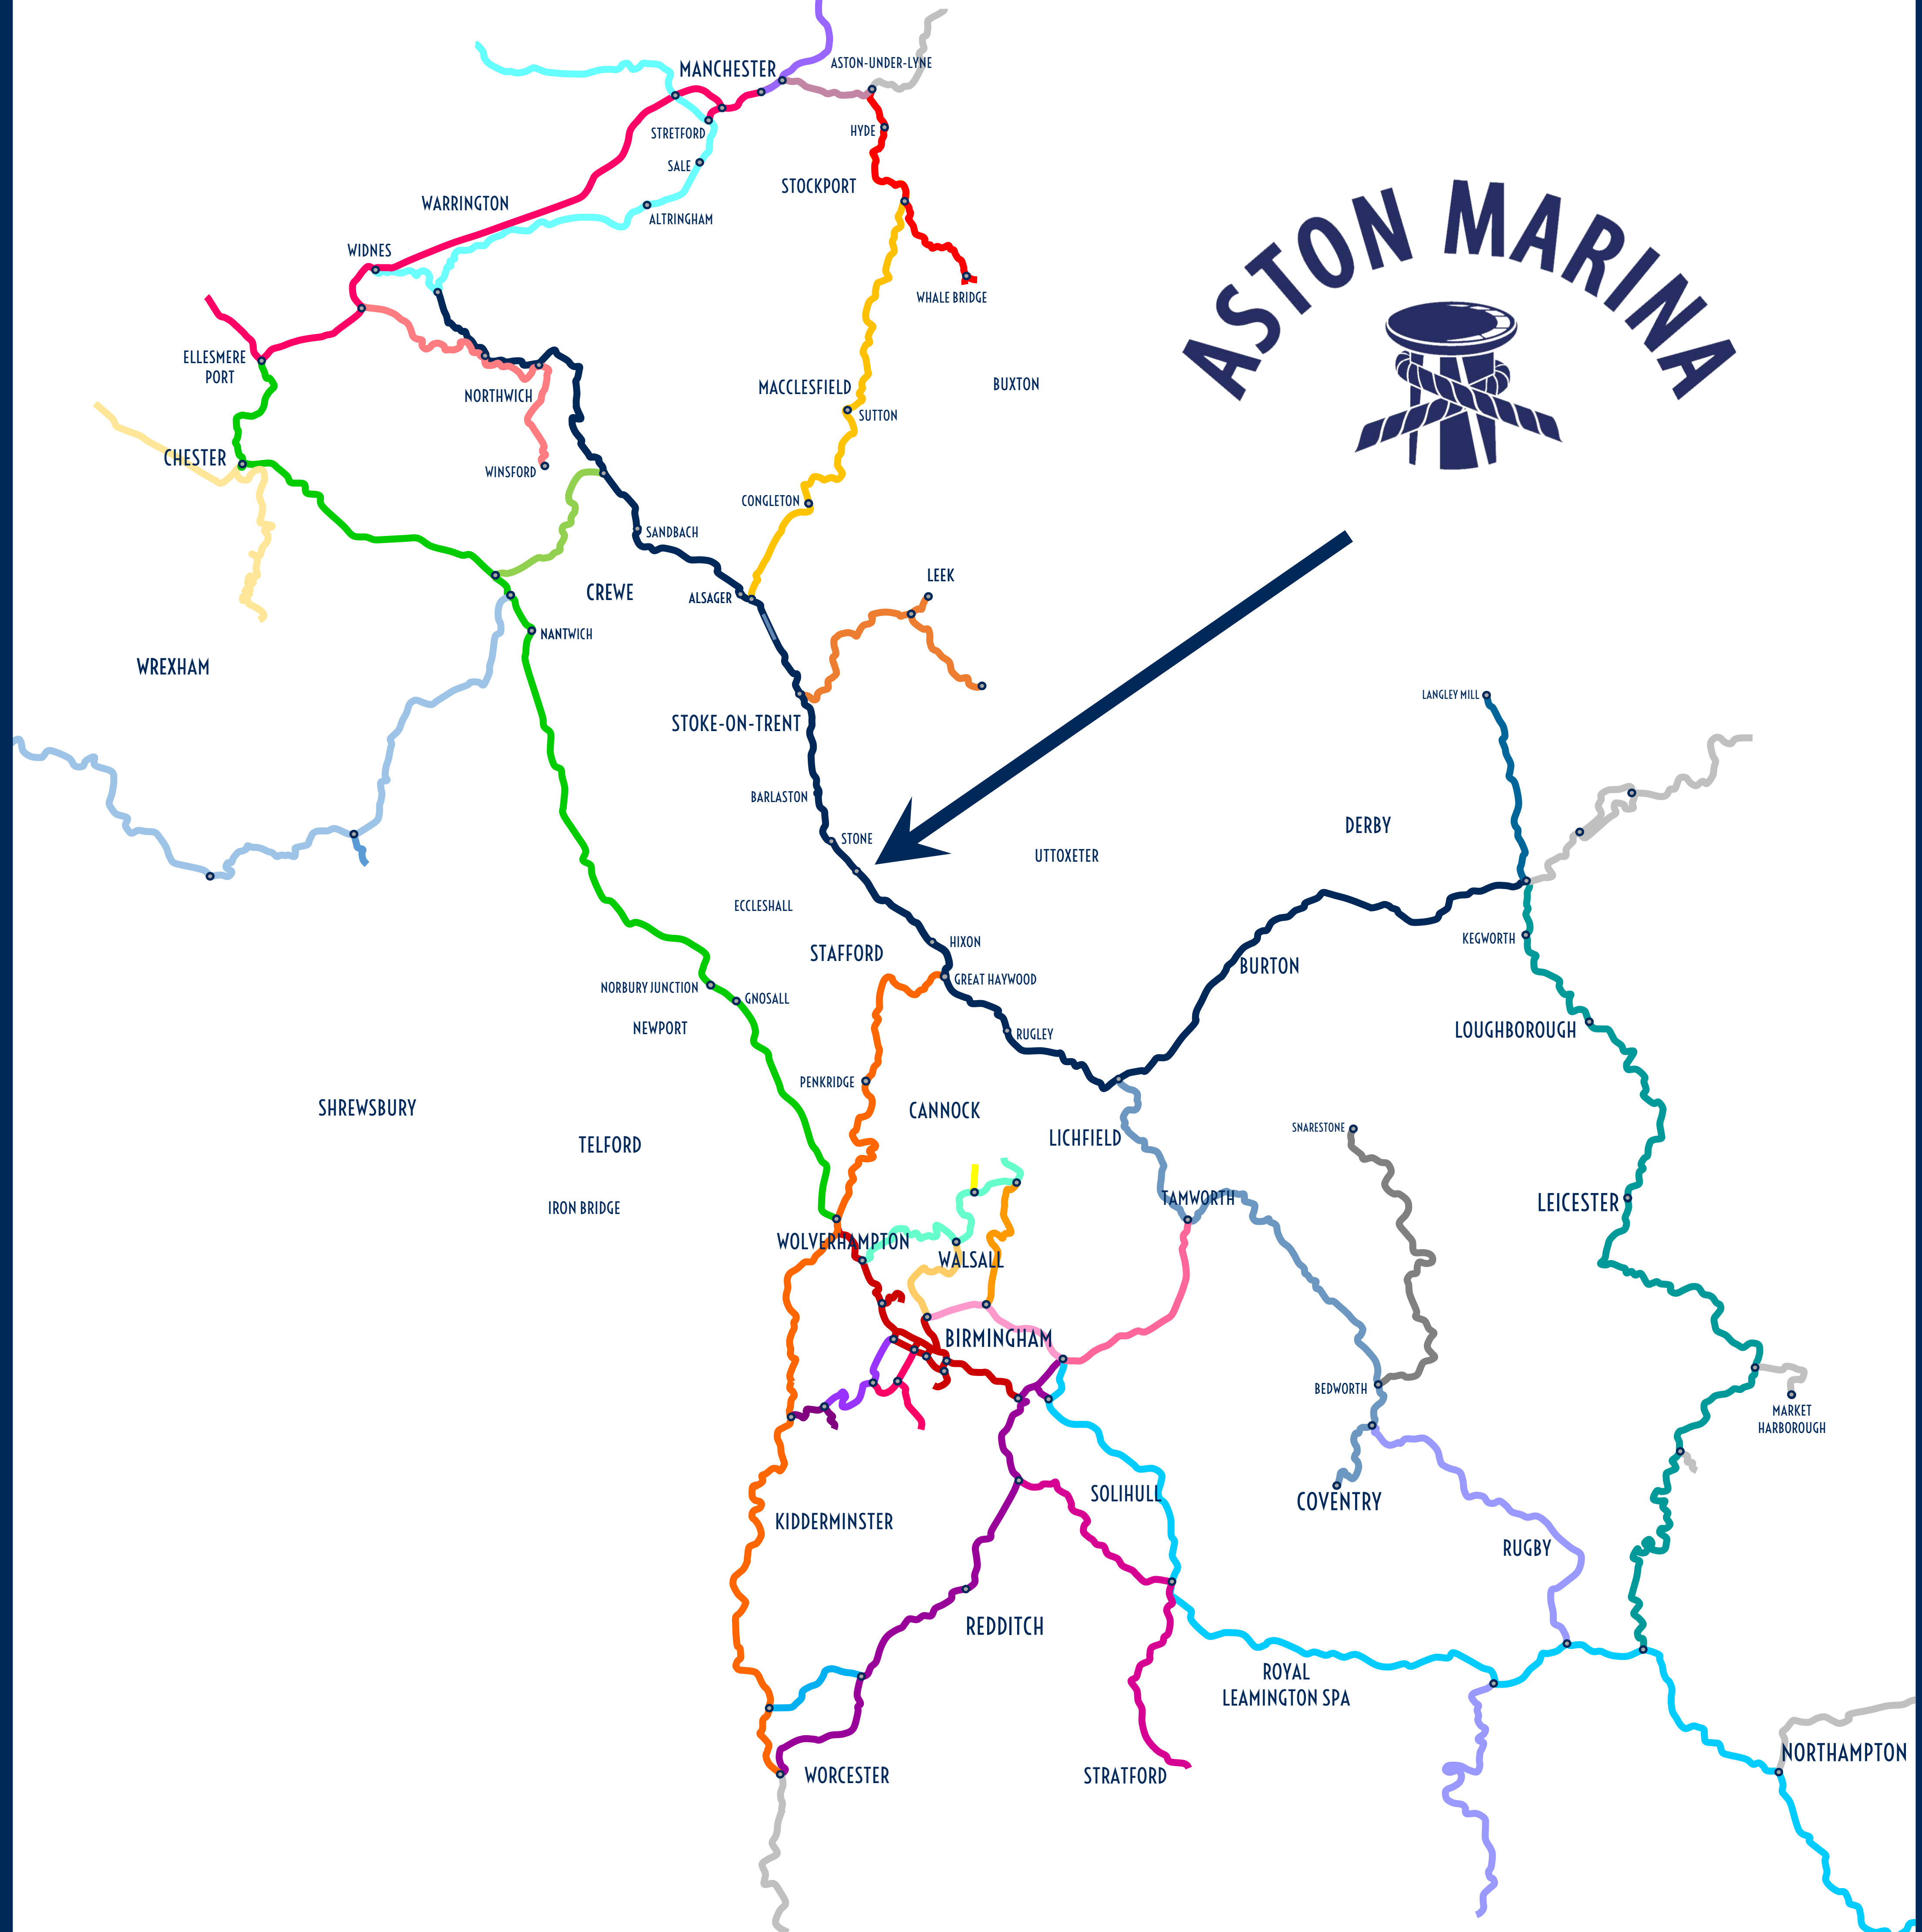 MANCHESTER
ASTON-UNDER-LYNE
STRETFORD
HYDE
SALE
STOCKPORT
WARRINGTON
ALTRINGHAM
WIDNES
WHALE BRIDGE
ASTON MARINA
ELLESMERE
PORT
NORTHWICH
MACCLESFIELD
BUXTON
SUTTON
CHESTER
WINSFORD
CONGLETON
SANDBACH
LEEK
CREWE
ALSAGER
NANTWICH
WREXHAM
LANGLEY MILL
STOKE-ON-TRENT
BARLASTON
DERBY
STONE
UTTOXETER
ECCLESHALL
HIXON
KEGWORTH
STAFFORD
BURTON
GREAT HAYWOOD
NORBURY JUNCTION
GNOSALL
NEWPORT
RUGLEY
LOUGHBOROUGH
PENKRIDGE
SHREWSBURY
CANNOCK
SNARESTONE
TELFORD
LICHFIELD
TAMWORTH
LEICESTER
IRON BRIDGE
WOLVERHAMPTON
WALSALL
BIRMINGHAM
BEDWORTH
MARKET
HARBOROUGH
SOLIHULL
COVENTRY
KIDDERMINSTER
RUGBY
REDDITCH
ROYAL
LEAMINGTON SPA
NORTHAMPTON
WORCESTER
STRATFORD